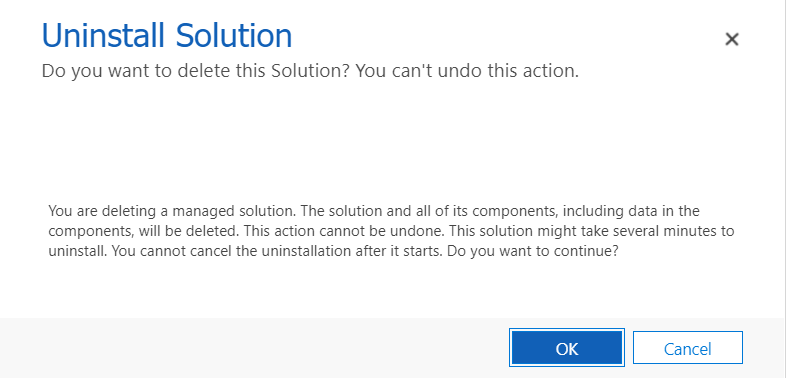 Uninstall Solution
Do you want to delete this Solution? You can't undo this action.
You are deleting a managed solution. The solution and all of its components, including data in the
components, will be deleted. This action cannot be undone. This solution might take several minutes to
uninstall. You cannot cancel the uninstallation after it starts. Do you want to continue?
OK
Cancel